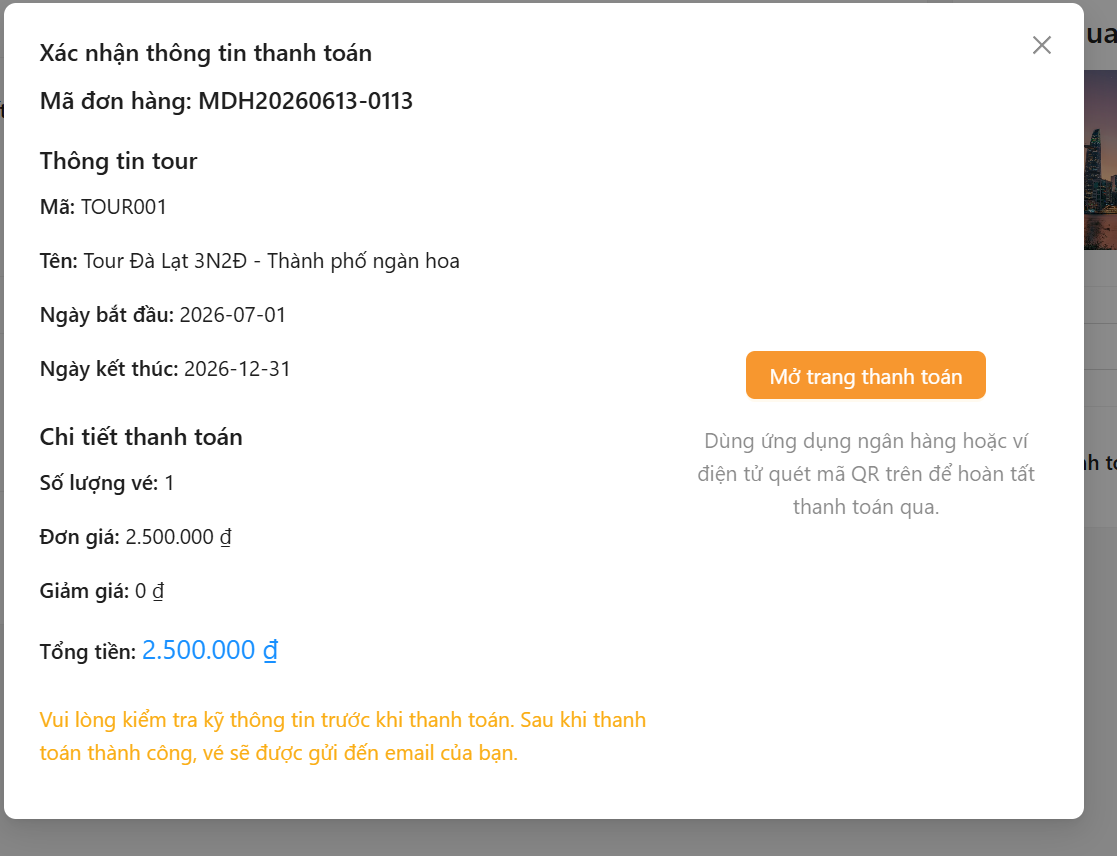 Xác nhận thông tin thanh toán
Mã đơn hàng: MDH20260613-0113
Thông tin tour
Mã: TOUR001
Tên: Tour Đà Lạt 3N2Đ - Thành phố ngàn hoa
Ngày bắt đầu: 2026-07-01
Ngày kết thúc: 2026-12-31
Chi tiết thanh toán
Số lượng vé: 1
Đơn giá: 2.500.000 ₫
Giảm giá: 0 ₫
Tổng tiền: 2.500.000 ₫
Vui lòng kiểm tra kỹ thông tin trước khi thanh toán. Sau khi thanh
toán thành công, vé sẽ được gửi đến email của bạn.
Mở trang thanh toán
Dùng ứng dụng ngân hàng hoặc ví
điện tử quét mã QR trên để hoàn tất
thanh toán qua.